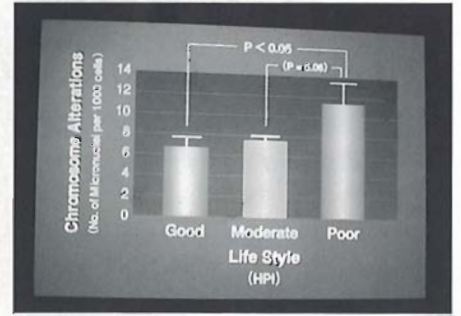 P < 0.05
(P = 0.06)
Chromosome Alterations
(No. of Micronuclei per 1000 cells)
14
12
10
8
6
4
2
0
Good Moderate Poor
Life Style
(HPI)